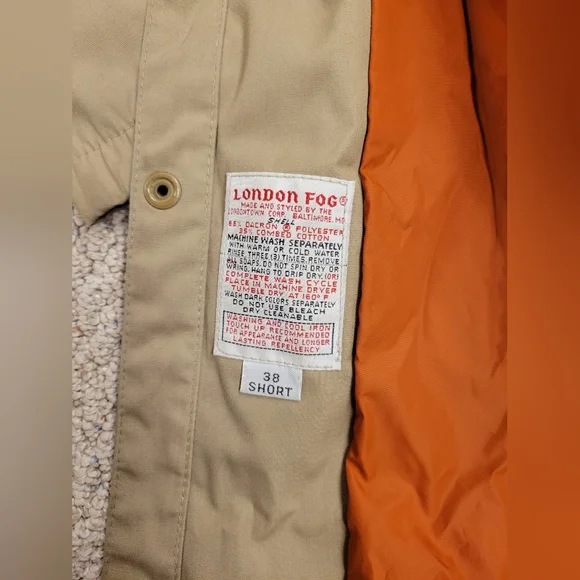 LONDON FOG®
MADE AND STYLED BY THE
LONDONTOWN CORP. BALTIMORE, MD.
SHELL
65% DACRON ® POLYESTER
35% COMBED COTTON
MACHINE WASH SEPARATELY
WITH WARM OR COLD WATER
RINSE THREE (3) TIMES. REMOVE
ALL SOAPS. DO NOT SPIN DRY OR
WRING. HANG TO DRIP DRY. (OR)
COMPLETE WASH CYCLE
PLACE IN MACHINE DRYER
TUMBLE DRY AT 160° F
WASH DARK COLORS SEPARATELY
DO NOT USE BLEACH
DRY CLEANABLE
WASHING AND COOL IRON
TOUCH UP RECOMMENDED
FOR APPEARANCE AND LONGER
LASTING REPELLENCY
38
SHORT